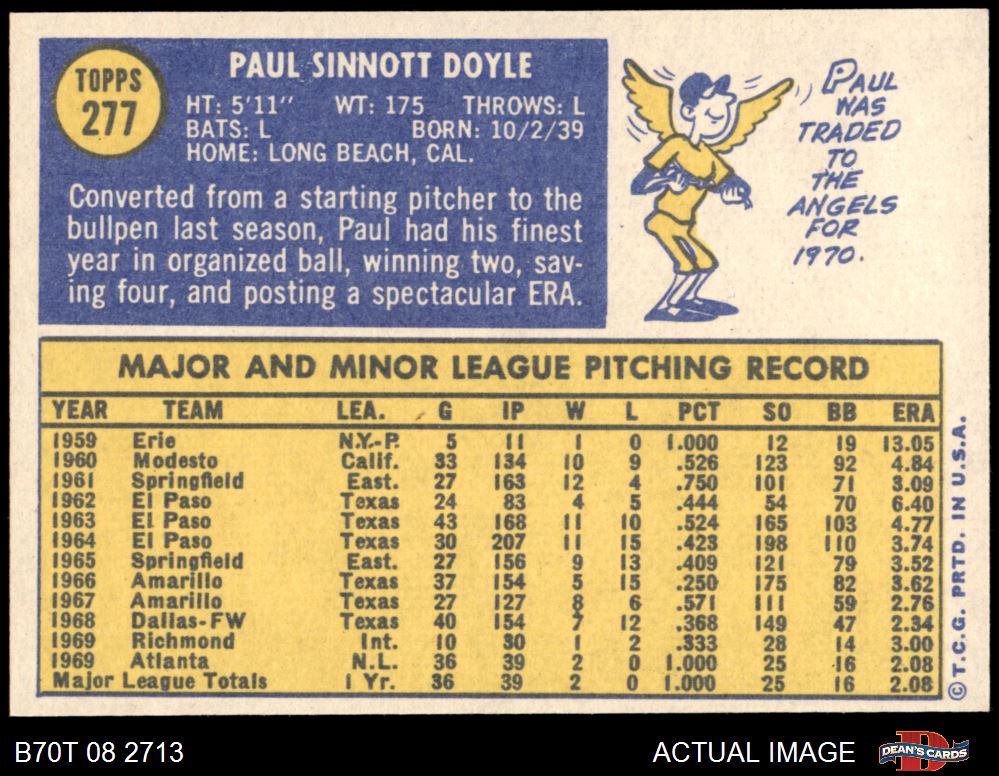 TOPPS
277
PAUL SINNOTT DOYLE
HT: 5'11" WT: 175 THROWS: L
BATS: L BORN: 10/2/39
HOME: LONG BEACH, CAL.
Converted from a starting pitcher to the
bullpen last season, Paul had his finest
year in organized ball, winning two, sav-
ing four, and posting a spectacular ERA.
PAUL
WAS
TRADED
TO
THE
ANGELS
FOR
1970.
MAJOR AND MINOR LEAGUE PITCHING RECORD
YEAR TEAM LEA. G IP W L PCT SO BB ERA
1959 Erie N.Y.-P. 5 11 1 0 1.000 12 19 13.05
1960 Modesto Calif. 33 134 10 9 .526 123 92 4.84
1961 Springfield East. 27 163 12 4 .750 101 71 3.09
1962 El Paso Texas 24 83 4 5 .444 54 70 6.40
1963 El Paso Texas 43 168 11 10 .524 165 103 4.77
1964 El Paso Texas 30 207 11 15 .423 198 110 3.74
1965 Springfield East. 27 156 9 13 .409 121 79 3.52
1966 Amarillo Texas 37 154 5 15 .250 175 82 3.62
1967 Amarillo Texas 27 127 8 6 .571 111 59 2.76
1968 Dallas-FW Texas 40 154 7 12 .368 149 47 2.34
1969 Richmond Int. 10 30 1 2 .333 28 14 3.00
1969 Atlanta N.L. 36 39 2 0 1.000 25 16 2.08
Major League Totals 1 Yr. 36 39 2 0 1.000 25 16 2.08
© T.C.G. PRTD. IN U.S.A.
B70T 08 2713
ACTUAL IMAGE
D
DEAN'S CARDS